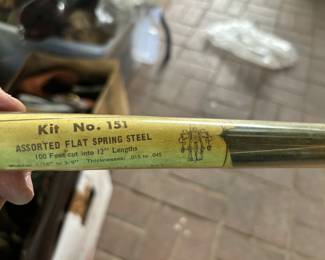 Kit No. 151
ASSORTED FLAT SPRING STEEL
100 Feet cut into 12" Lengths
Thicknesses: .015 to .045